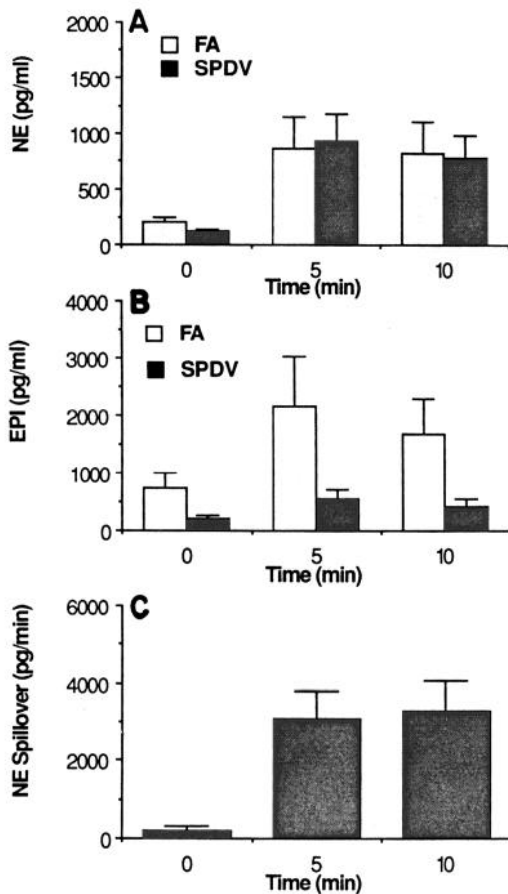 A
FA
SPDV
NE (pg/ml)
2000
1500
1000
500
0
0 5 10
Time (min)
B
FA
SPDV
EPI (pg/ml)
4000
3000
2000
1000
0
0 5 10
Time (min)
C
NE Spillover (pg/min)
6000
4000
2000
0
0 5 10
Time (min)